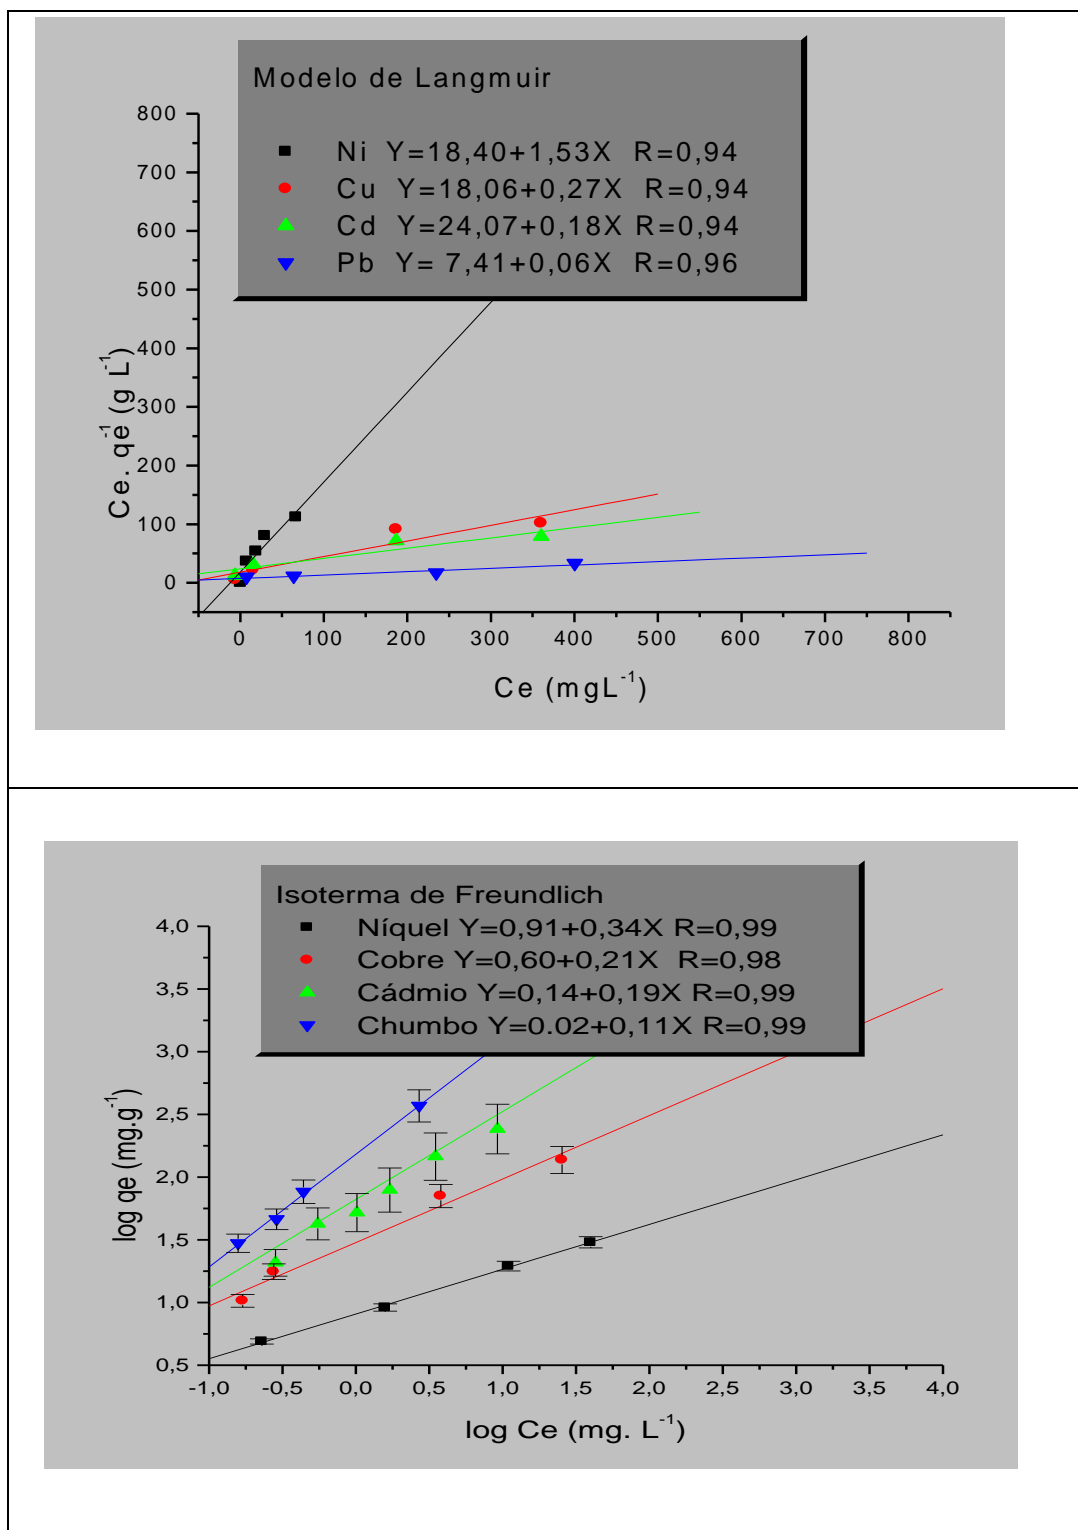 Modelo de Langmuir
Ni Y=18,40+1,53X R=0,94
Cu Y=18,06+0,27X R=0,94
Cd Y=24,07+0,18X R=0,94
Pb Y= 7,41+0,06X R=0,96
800
700
600
500
400
300
200
100
0
Ce. qe⁻¹ (g L⁻¹)
0 100 200 300 400 500 600 700 800
Ce (mgL⁻¹)
Isoterma de Freundlich
Níquel Y=0,91+0,34X R=0,99
Cobre Y=0,60+0,21X R=0,98
Cádmio Y=0,14+0,19X R=0,99
Chumbo Y=0.02+0,11X R=0,99
4,0
3,5
3,0
2,5
2,0
1,5
1,0
0,5
log qe (mg.g⁻¹)
-1,0 -0,5 0,0 0,5 1,0 1,5 2,0 2,5 3,0 3,5 4,0
log Ce (mg. L⁻¹)